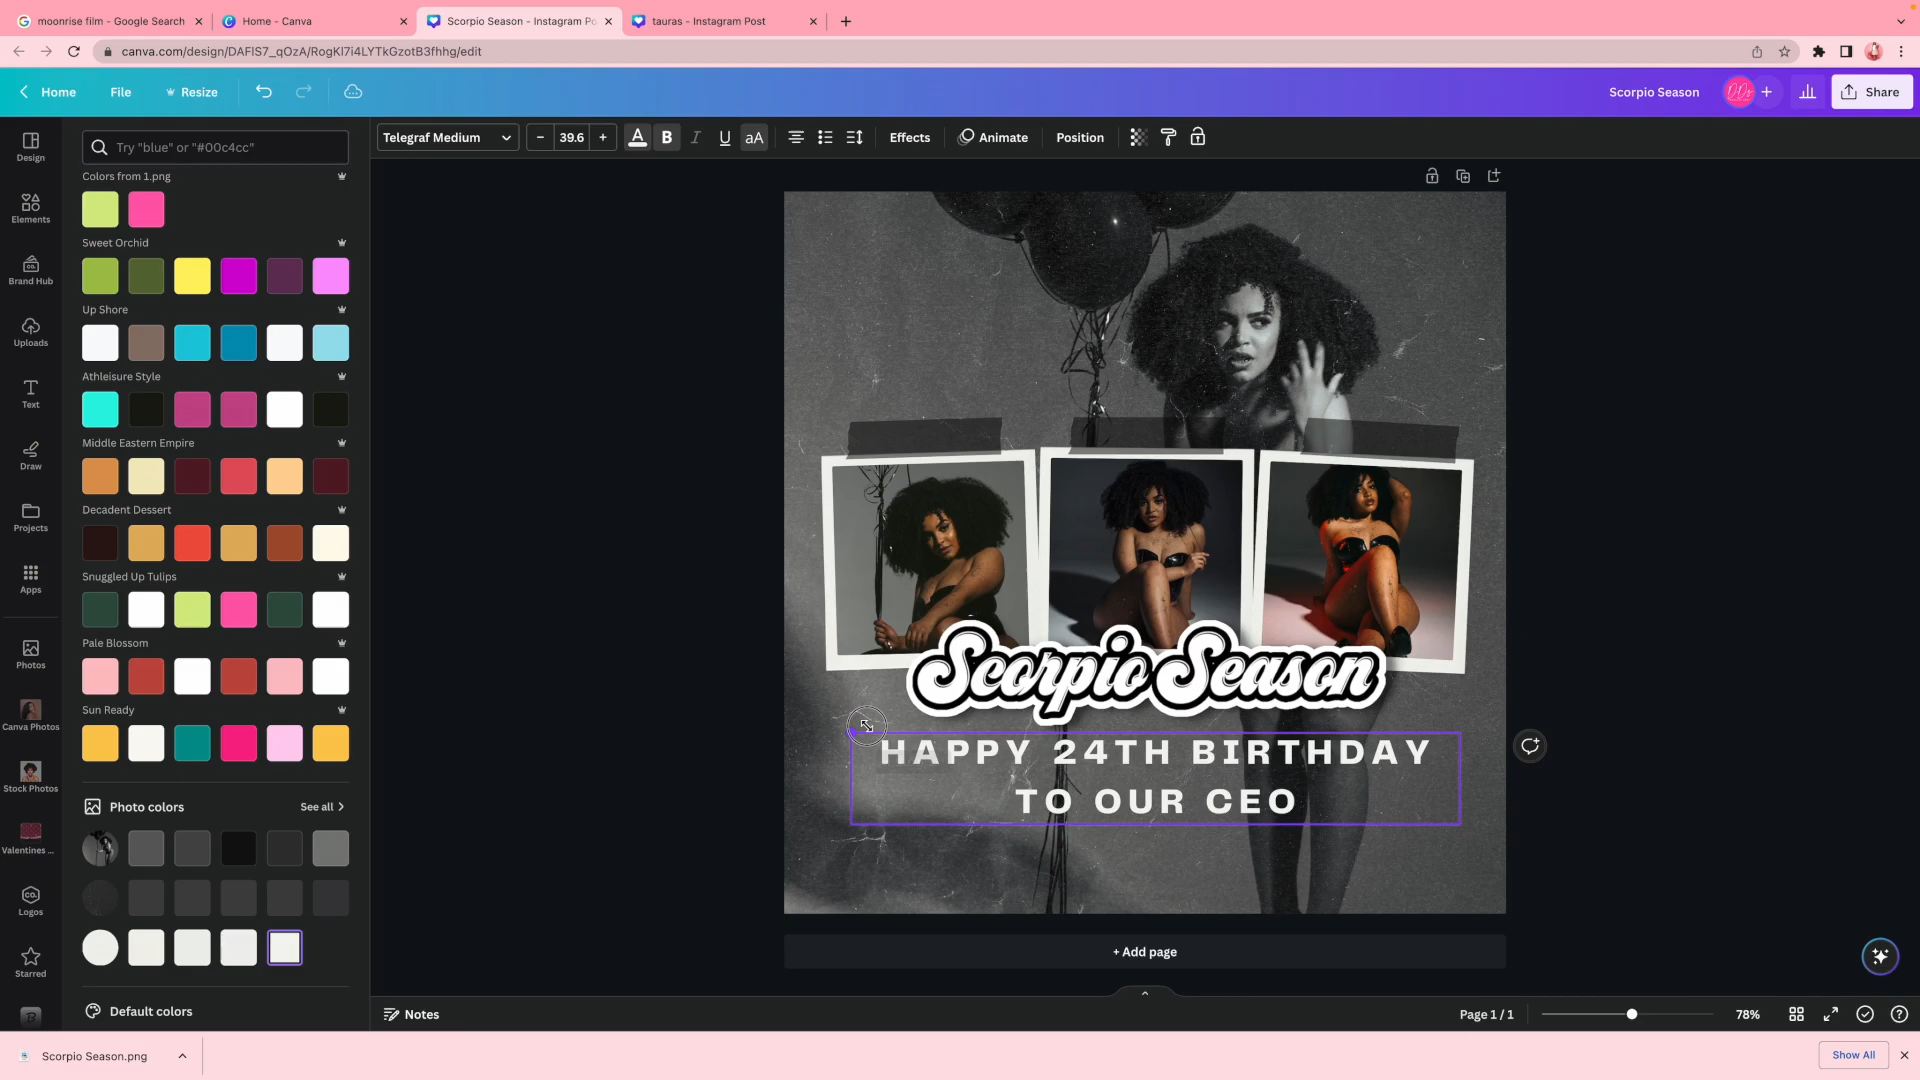 moonrise film - Google Search
Home - Canva
Scorpio Season - Instagram Po
tauras - Instagram Post
canva.com/design/DAFlS7_qOzA/RogKl7i4LYTkGzotB3fhhg/edit
Home
File
Resize
Scorpio Season
Share
Telegraf Medium
39.6
A
B
I
U
aA
Effects
Animate
Position
Try "blue" or "#00c4cc"
Colors from 1.png
Sweet Orchid
Up Shore
Athleisure Style
Middle Eastern Empire
Decadent Dessert
Snuggled Up Tulips
Pale Blossom
Sun Ready
Photo colors
See all
Default colors
Design
Elements
Brand Hub
Uploads
Text
Draw
Projects
Apps
Photos
Canva Photos
Stock Photos
Valentines ...
Logos
Starred
Scorpio Season
HAPPY 24TH BIRTHDAY
TO OUR CEO
+ Add page
Notes
Page 1 / 1
78%
Scorpio Season.png
Show All